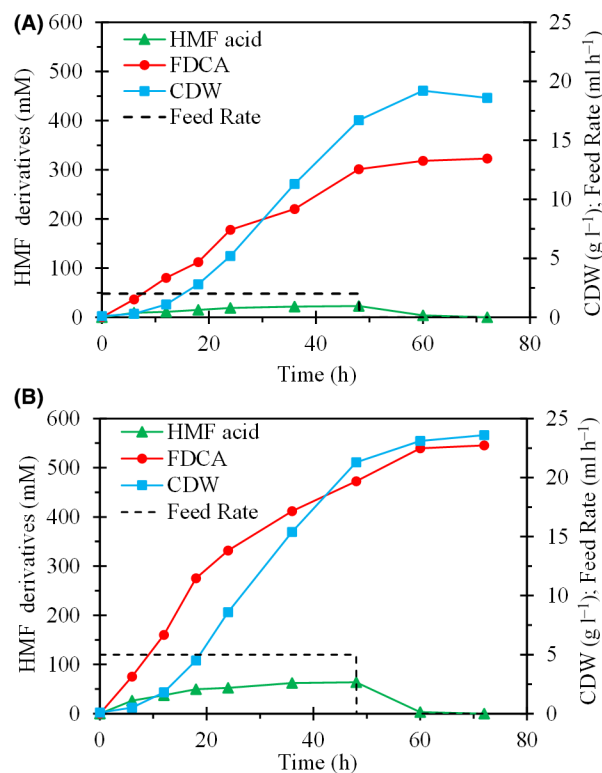 (A)
600
500
400
300
200
100
0
HMF derivatives (mM)
25
20
15
10
5
0
CDW (g l⁻¹); Feed Rate (ml h⁻¹)
HMF acid
FDCA
CDW
Feed Rate
0
20
40
60
80
Time (h)
(B)
600
500
400
300
200
100
0
HMF derivatives (mM)
25
20
15
10
5
0
CDW (g l⁻¹); Feed Rate (ml h⁻¹)
HMF acid
FDCA
CDW
Feed Rate
0
20
40
60
80
Time (h)